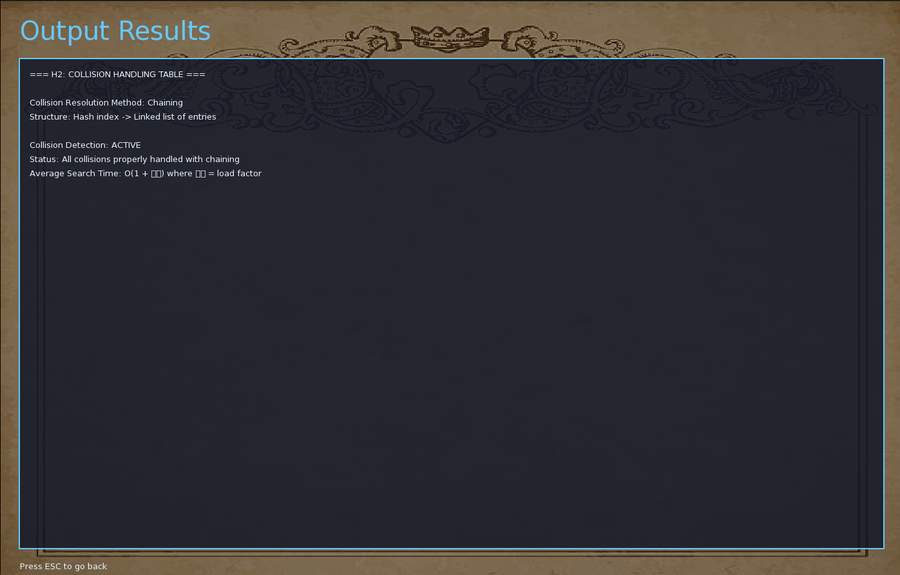 Output Results
=== H2: COLLISION HANDLING TABLE ===
Collision Resolution Method: Chaining
Structure: Hash index -> Linked list of entries
Collision Detection: ACTIVE
Status: All collisions properly handled with chaining
Average Search Time: O(1 + □□) where □□ = load factor
Press ESC to go back